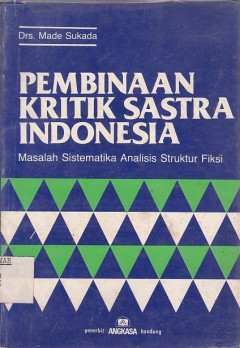 Drs. Made Sukada
PEMBINAAN
KRITIK SASTRA
INDONESIA
Masalah Sistematika Analisis Struktur Fiksi
penerbit ANGKASA bandung